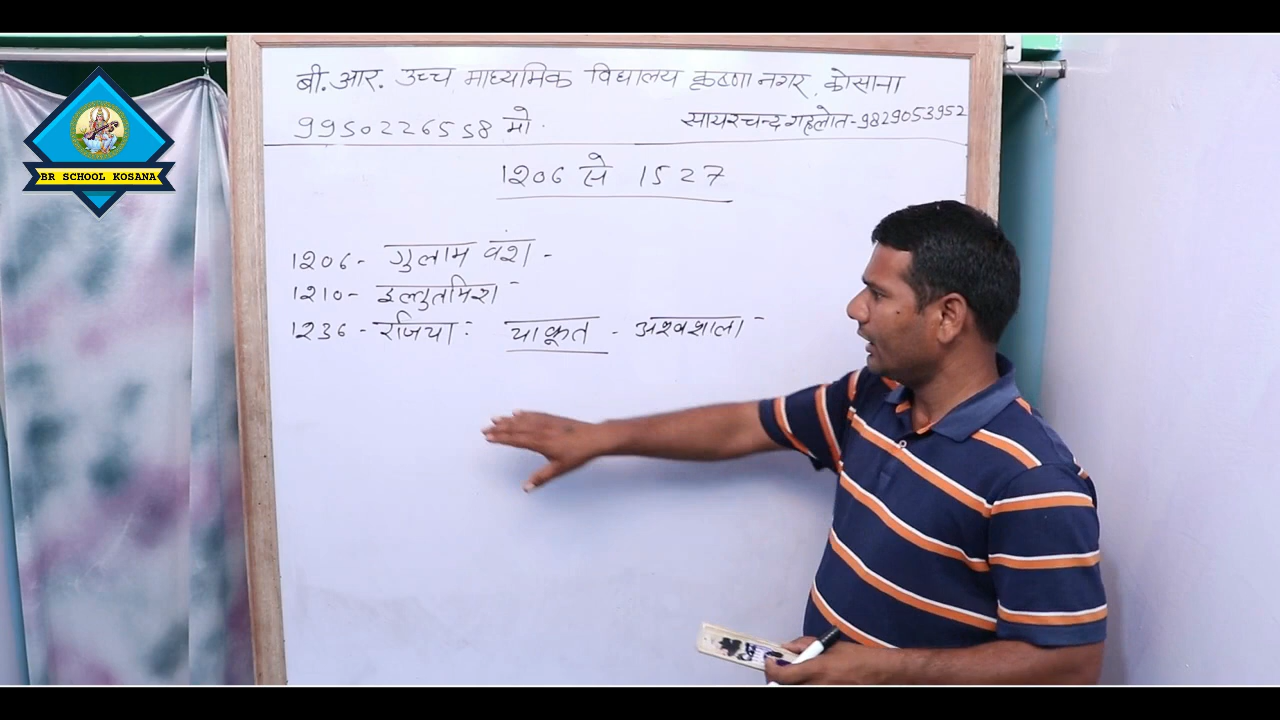 बी. आर. उच्च माध्यमिक विद्यालय कृष्णा नगर, कोसाना
9950226558 मो. सायरचन्द गहलोत-9829053952
BR SCHOOL KOSANA
1206 से 1527
1206 - गुलाम वंश -
1210 - इल्तुतमिश -
1236 - रजिया : याकूत - अश्वशाला -